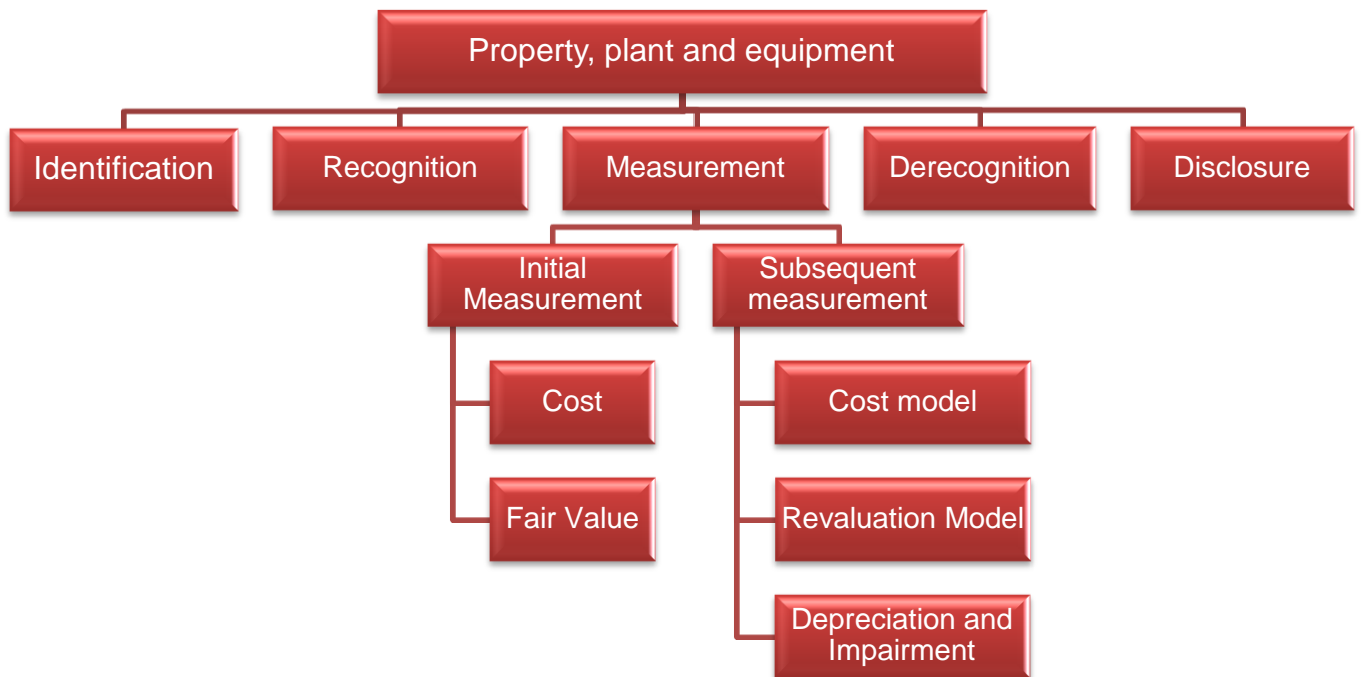 Property, plant and equipment
Identification
Recognition
Measurement
Derecognition
Disclosure
Initial
Measurement
Subsequent
measurement
Cost
Cost model
Fair Value
Revaluation Model
Depreciation and
Impairment